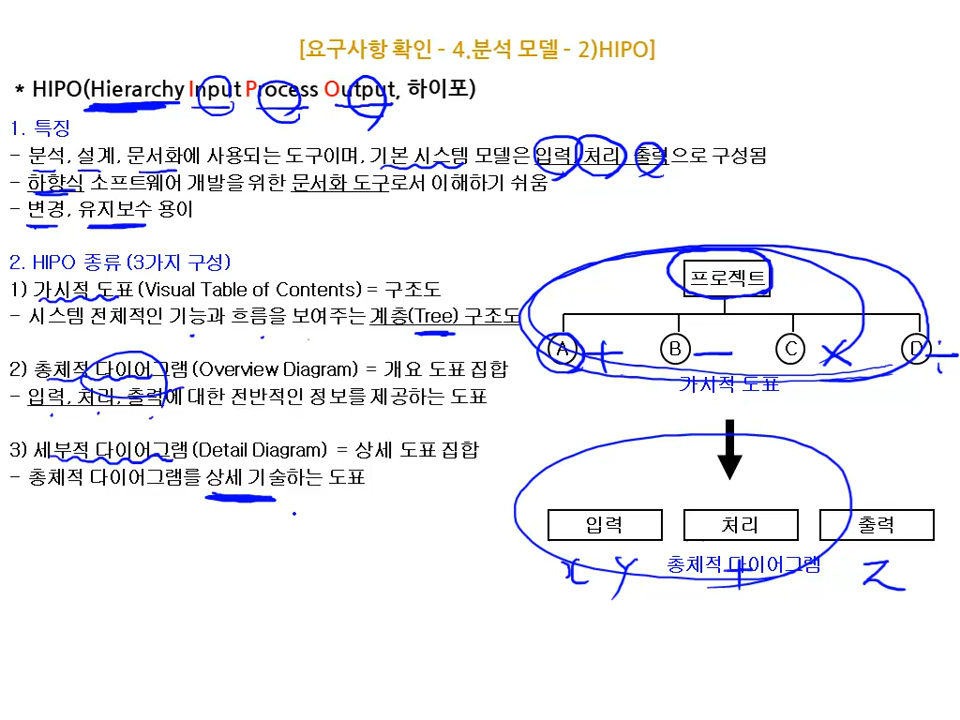 [요구사항 확인 - 4.분석 모델 - 2)HIPO]
* HIPO(Hierarchy Input Process Output, 하이포)
1. 특징
- 분석, 설계, 문서화에 사용되는 도구이며, 기본 시스템 모델은 입력, 처리, 출력으로 구성됨
- 하향식 소프트웨어 개발을 위한 문서화 도구로서 이해하기 쉬움
- 변경, 유지보수 용이
2. HIPO 종류 (3가지 구성)
1) 가시적 도표 (Visual Table of Contents) = 구조도
- 시스템 전체적인 기능과 흐름을 보여주는 계층(Tree) 구조도
2) 총체적 다이어그램 (Overview Diagram) = 개요 도표 집합
- 입력, 처리, 출력에 대한 전반적인 정보를 제공하는 도표
3) 세부적 다이어그램 (Detail Diagram) = 상세 도표 집합
- 총체적 다이어그램를 상세 기술하는 도표
프로젝트
A + B - C × D ÷
가시적 도표
입력 처리 출력
총체적 다이어그램
x y + z